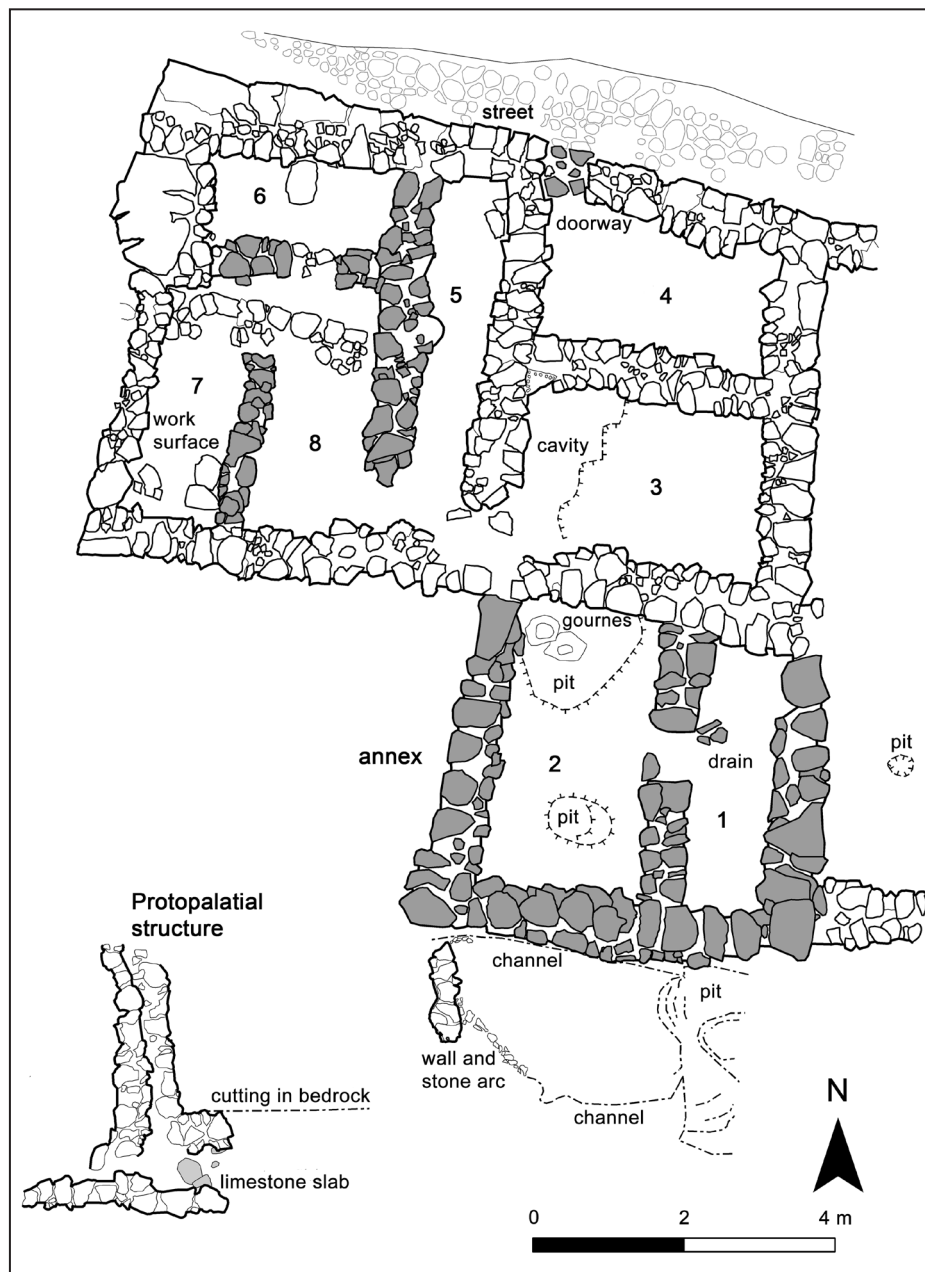 street
6
doorway
5
4
7
work
surface
8
cavity
3
gournes
pit
annex
2
drain
pit
pit
1
Protopalatial
structure
channel
pit
wall and
stone arc
cutting in bedrock
channel
N
limestone slab
0 2 4 m